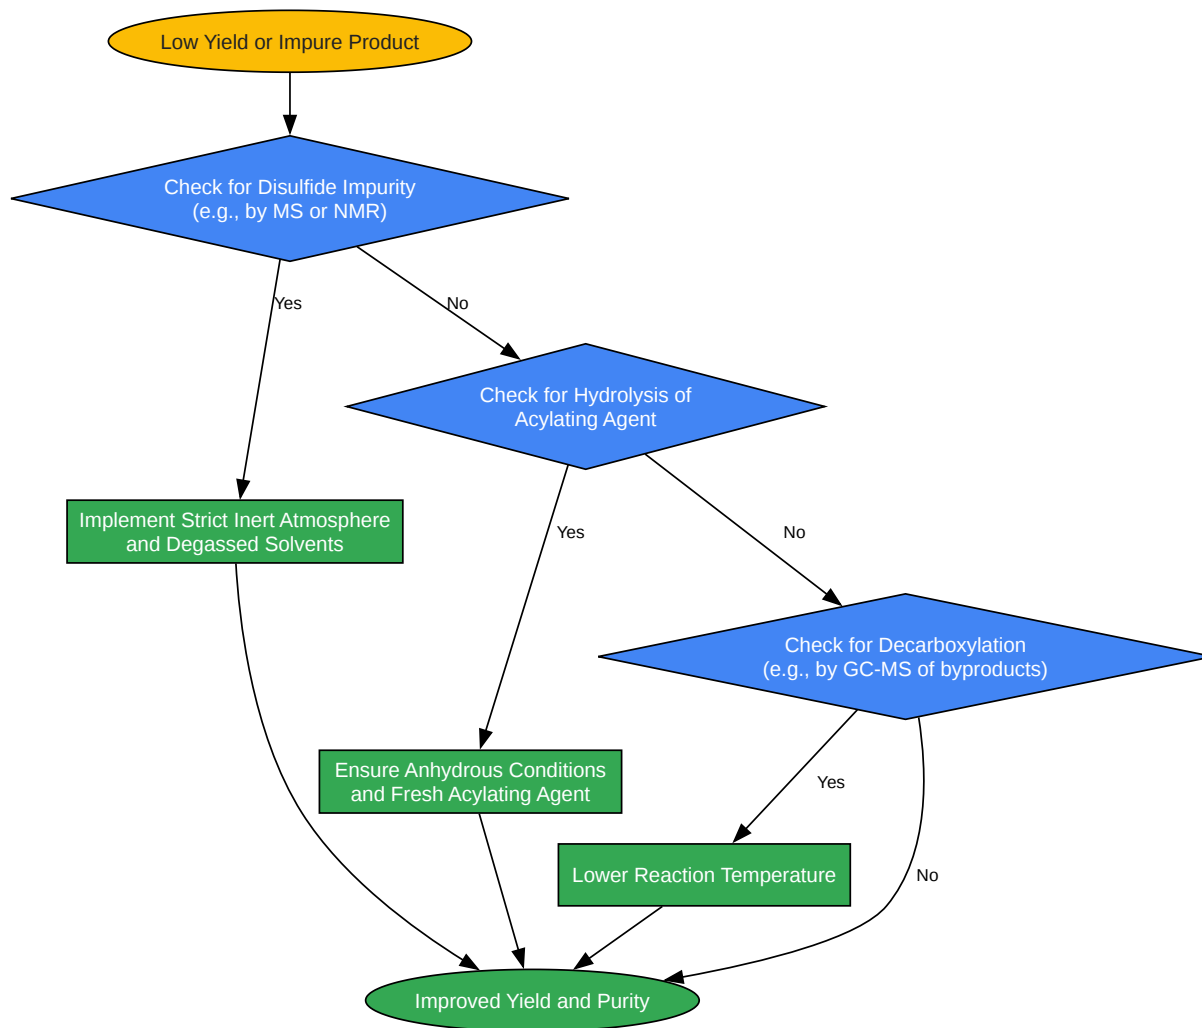 Low Yield or Impure Product
Check for Disulfide Impurity
(e.g., by MS or NMR)
Yes
No
Check for Hydrolysis of
Acylating Agent
Implement Strict Inert Atmosphere
and Degassed Solvents
Yes
No
Check for Decarboxylation
(e.g., by GC-MS of byproducts)
Ensure Anhydrous Conditions
and Fresh Acylating Agent
Yes
Lower Reaction Temperature
No
Improved Yield and Purity